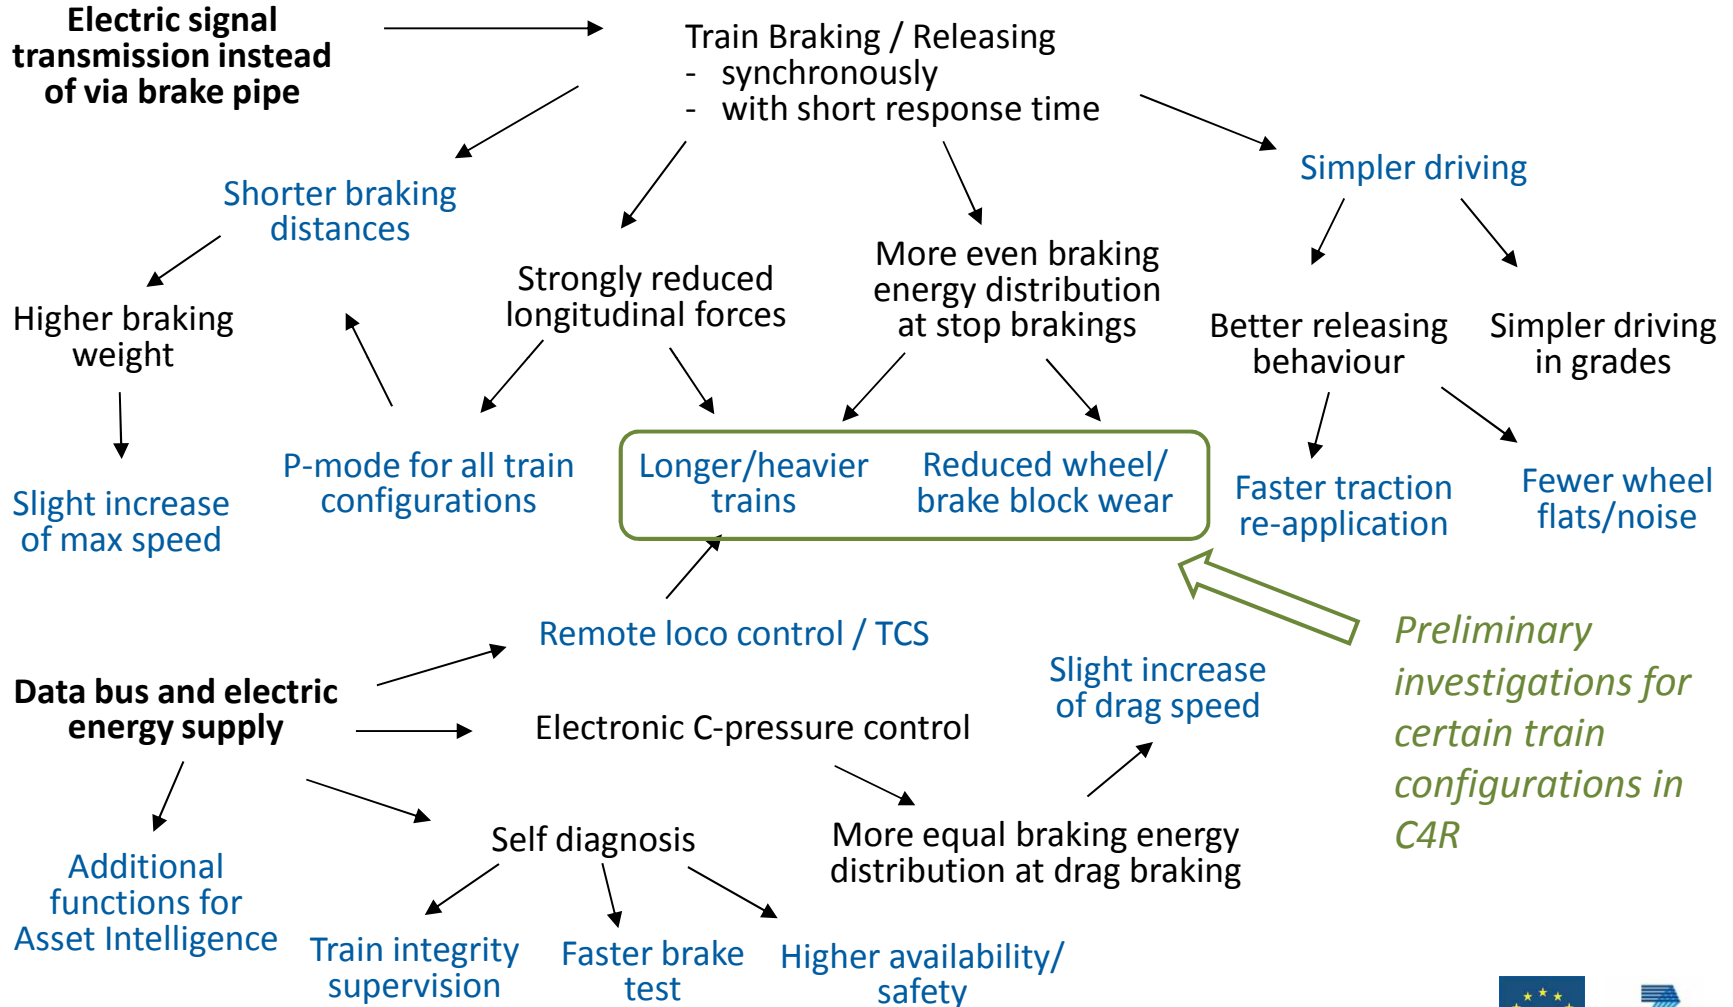 Electric signal
transmission instead
of via brake pipe
Train Braking / Releasing
- synchronously
- with short response time
Shorter braking
distances
Simpler driving
Strongly reduced
longitudinal forces
More even braking
energy distribution
at stop brakings
Higher braking
weight
Better releasing
behaviour
Simpler driving
in grades
Slight increase
of max speed
P-mode for all train
configurations
Longer/heavier
trains
Reduced wheel/
brake block wear
Faster traction
re-application
Fewer wheel
flats/noise
Remote loco control / TCS
Preliminary
investigations for
certain train
configurations in
C4R
Data bus and electric
energy supply
Electronic C-pressure control
Slight increase
of drag speed
Self diagnosis
More equal braking energy
distribution at drag braking
Additional
functions for
Asset Intelligence
Train integrity
supervision
Faster brake
test
Higher availability/
safety